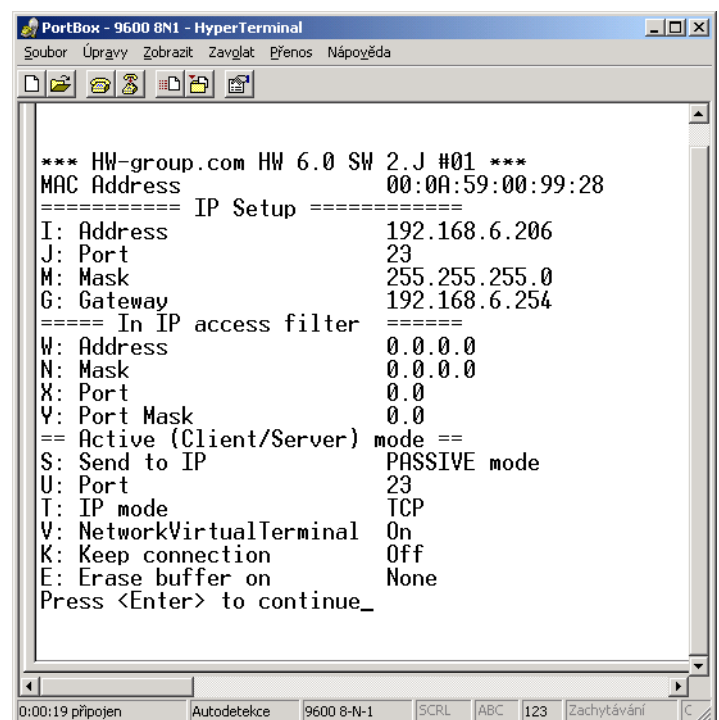 PortBox - 9600 8N1 - HyperTerminal
Soubor Úpravy Zobrazit Zavolat Přenos Nápověda
*** HW-group.com HW 6.0 SW 2.J #01 ***
MAC Address 00:0A:59:00:99:28
=========== IP Setup ============
I: Address 192.168.6.206
J: Port 23
M: Mask 255.255.255.0
G: Gateway 192.168.6.254
===== In IP access filter ======
W: Address 0.0.0.0
N: Mask 0.0.0.0
X: Port 0.0
Y: Port Mask 0.0
== Active (Client/Server) mode ==
S: Send to IP PASSIVE mode
U: Port 23
T: IP mode TCP
V: NetworkVirtualTerminal On
K: Keep connection Off
E: Erase buffer on None
Press <Enter> to continue_
0:00:19 připojen Autodetekce 9600 8-N-1 SCRL ABC 123 Zachytávání C